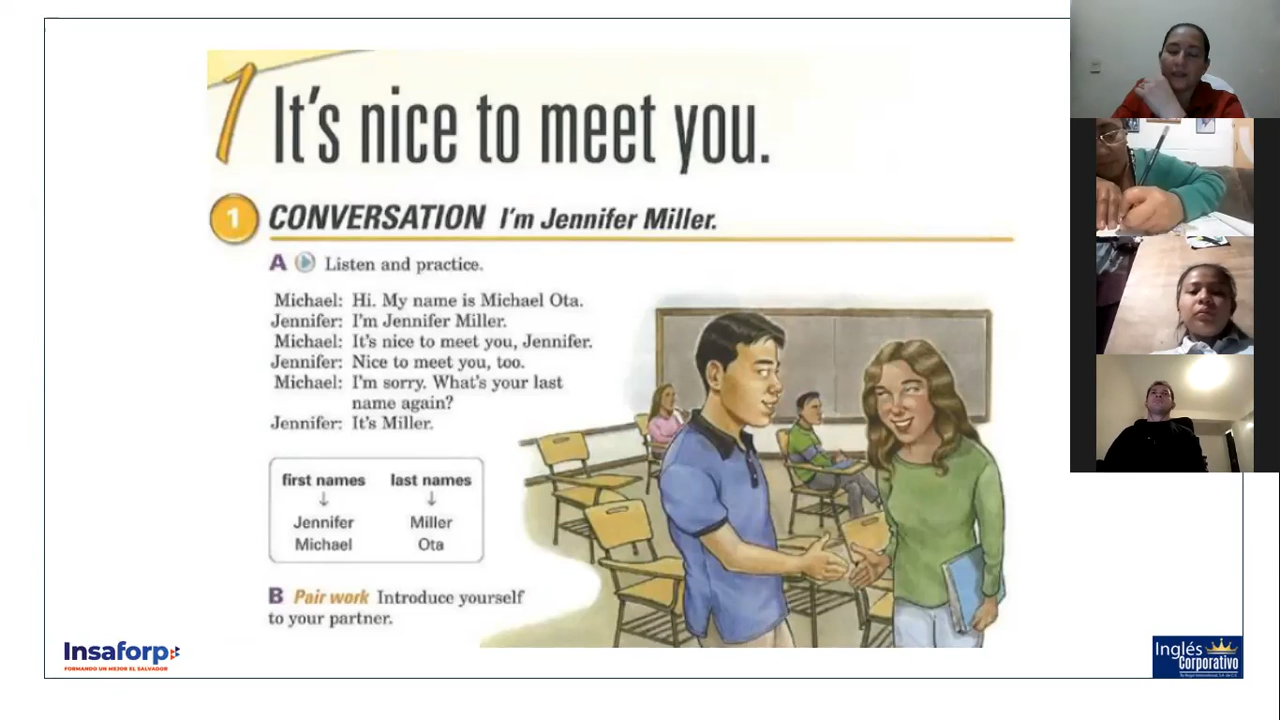 1
It's nice to meet you.
1 CONVERSATION I'm Jennifer Miller.
A Listen and practice.
Michael: Hi. My name is Michael Ota.
Jennifer: I'm Jennifer Miller.
Michael: It's nice to meet you, Jennifer.
Jennifer: Nice to meet you, too.
Michael: I'm sorry. What's your last
name again?
Jennifer: It's Miller.
first names last names
↓ ↓
Jennifer Miller
Michael Ota
B Pair work Introduce yourself
to your partner.
Insaforp
FORMANDO UN MEJOR EL SALVADOR
Inglés
Corporativo